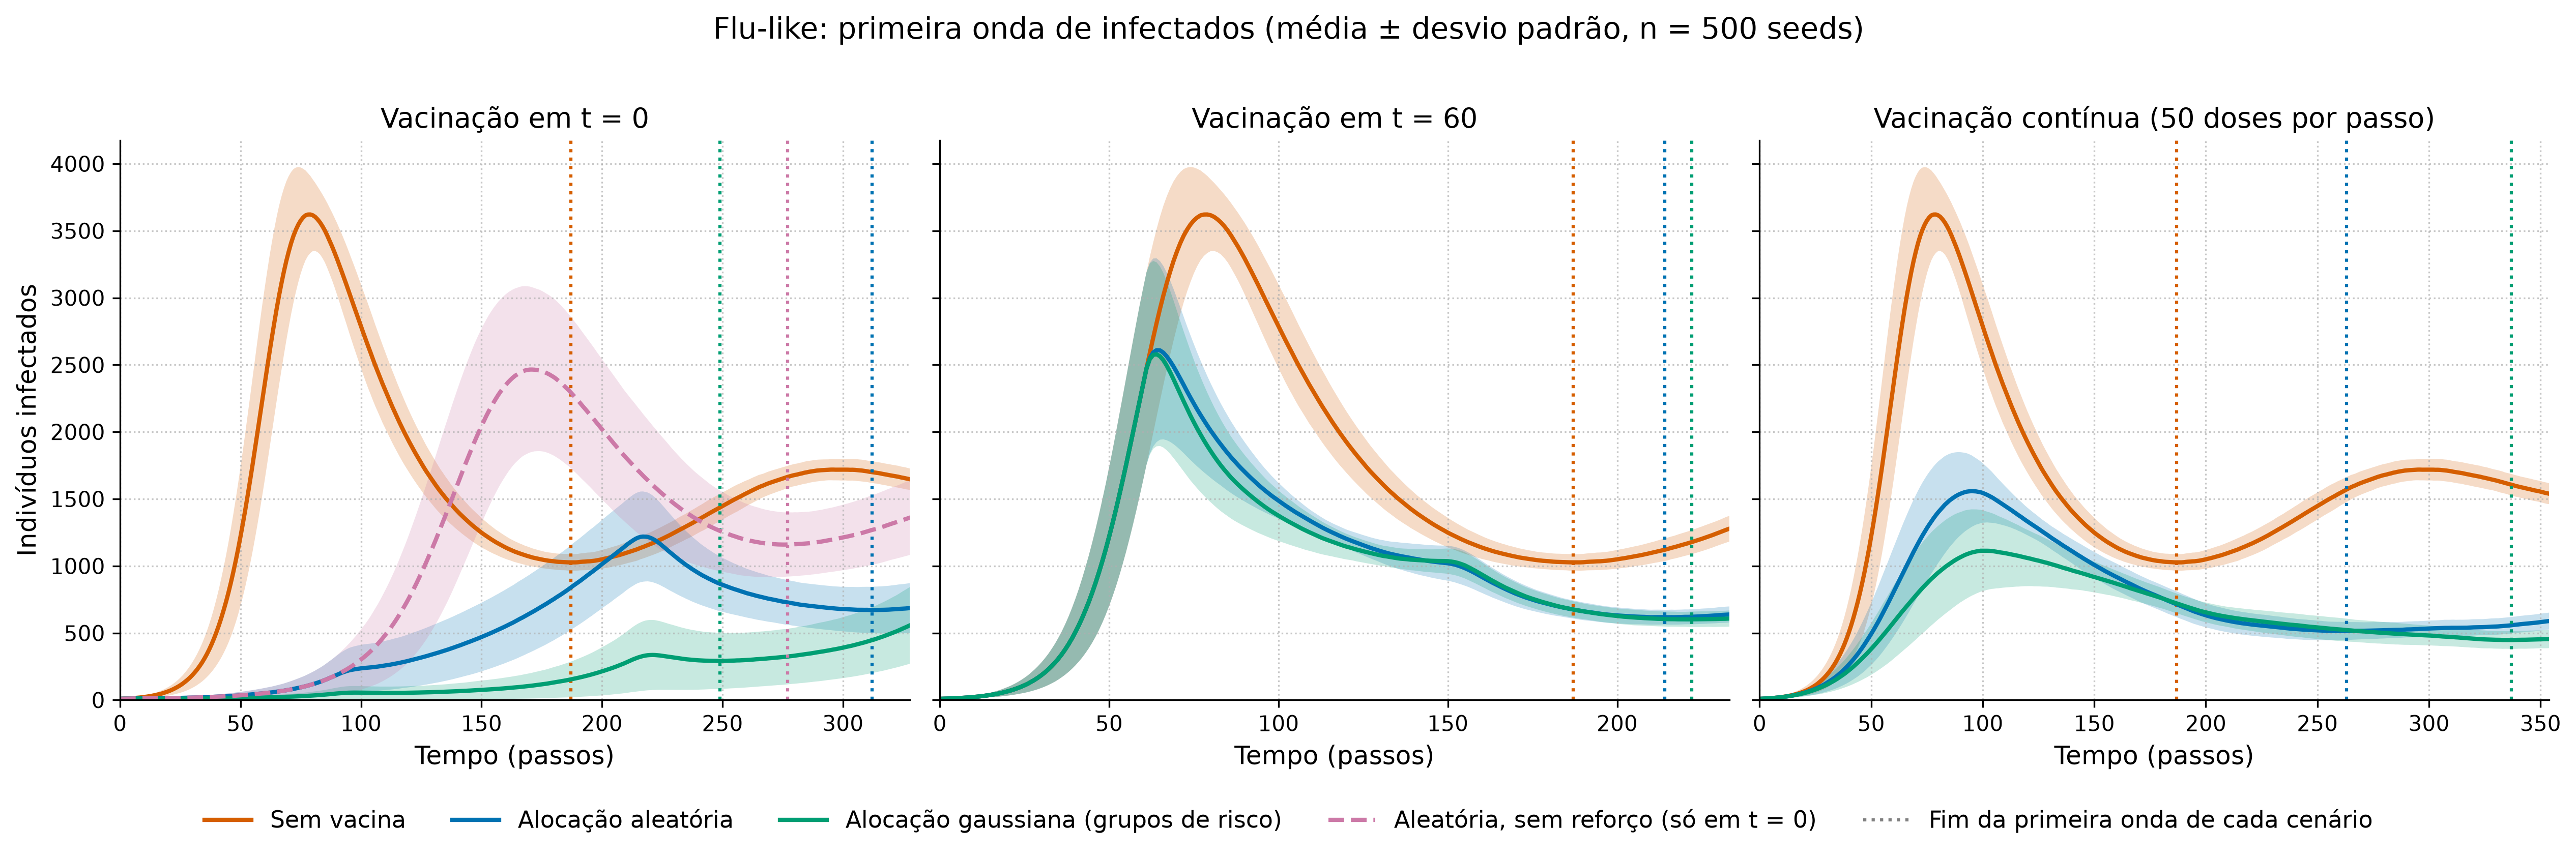 Flu-like: primeira onda de infectados (média ± desvio padrão, n = 500 seeds)
Vacinação em t = 0
Vacinação em t = 60
Vacinação contínua (50 doses por passo)
Indivíduos infectados
4000
3500
3000
2500
2000
1500
1000
500
0
0 50 100 150 200 250 300
0 50 100 150 200
0 50 100 150 200 250 300 350
Tempo (passos)
Tempo (passos)
Tempo (passos)
Sem vacina
Alocação aleatória
Alocação gaussiana (grupos de risco)
Aleatória, sem reforço (só em t = 0)
Fim da primeira onda de cada cenário